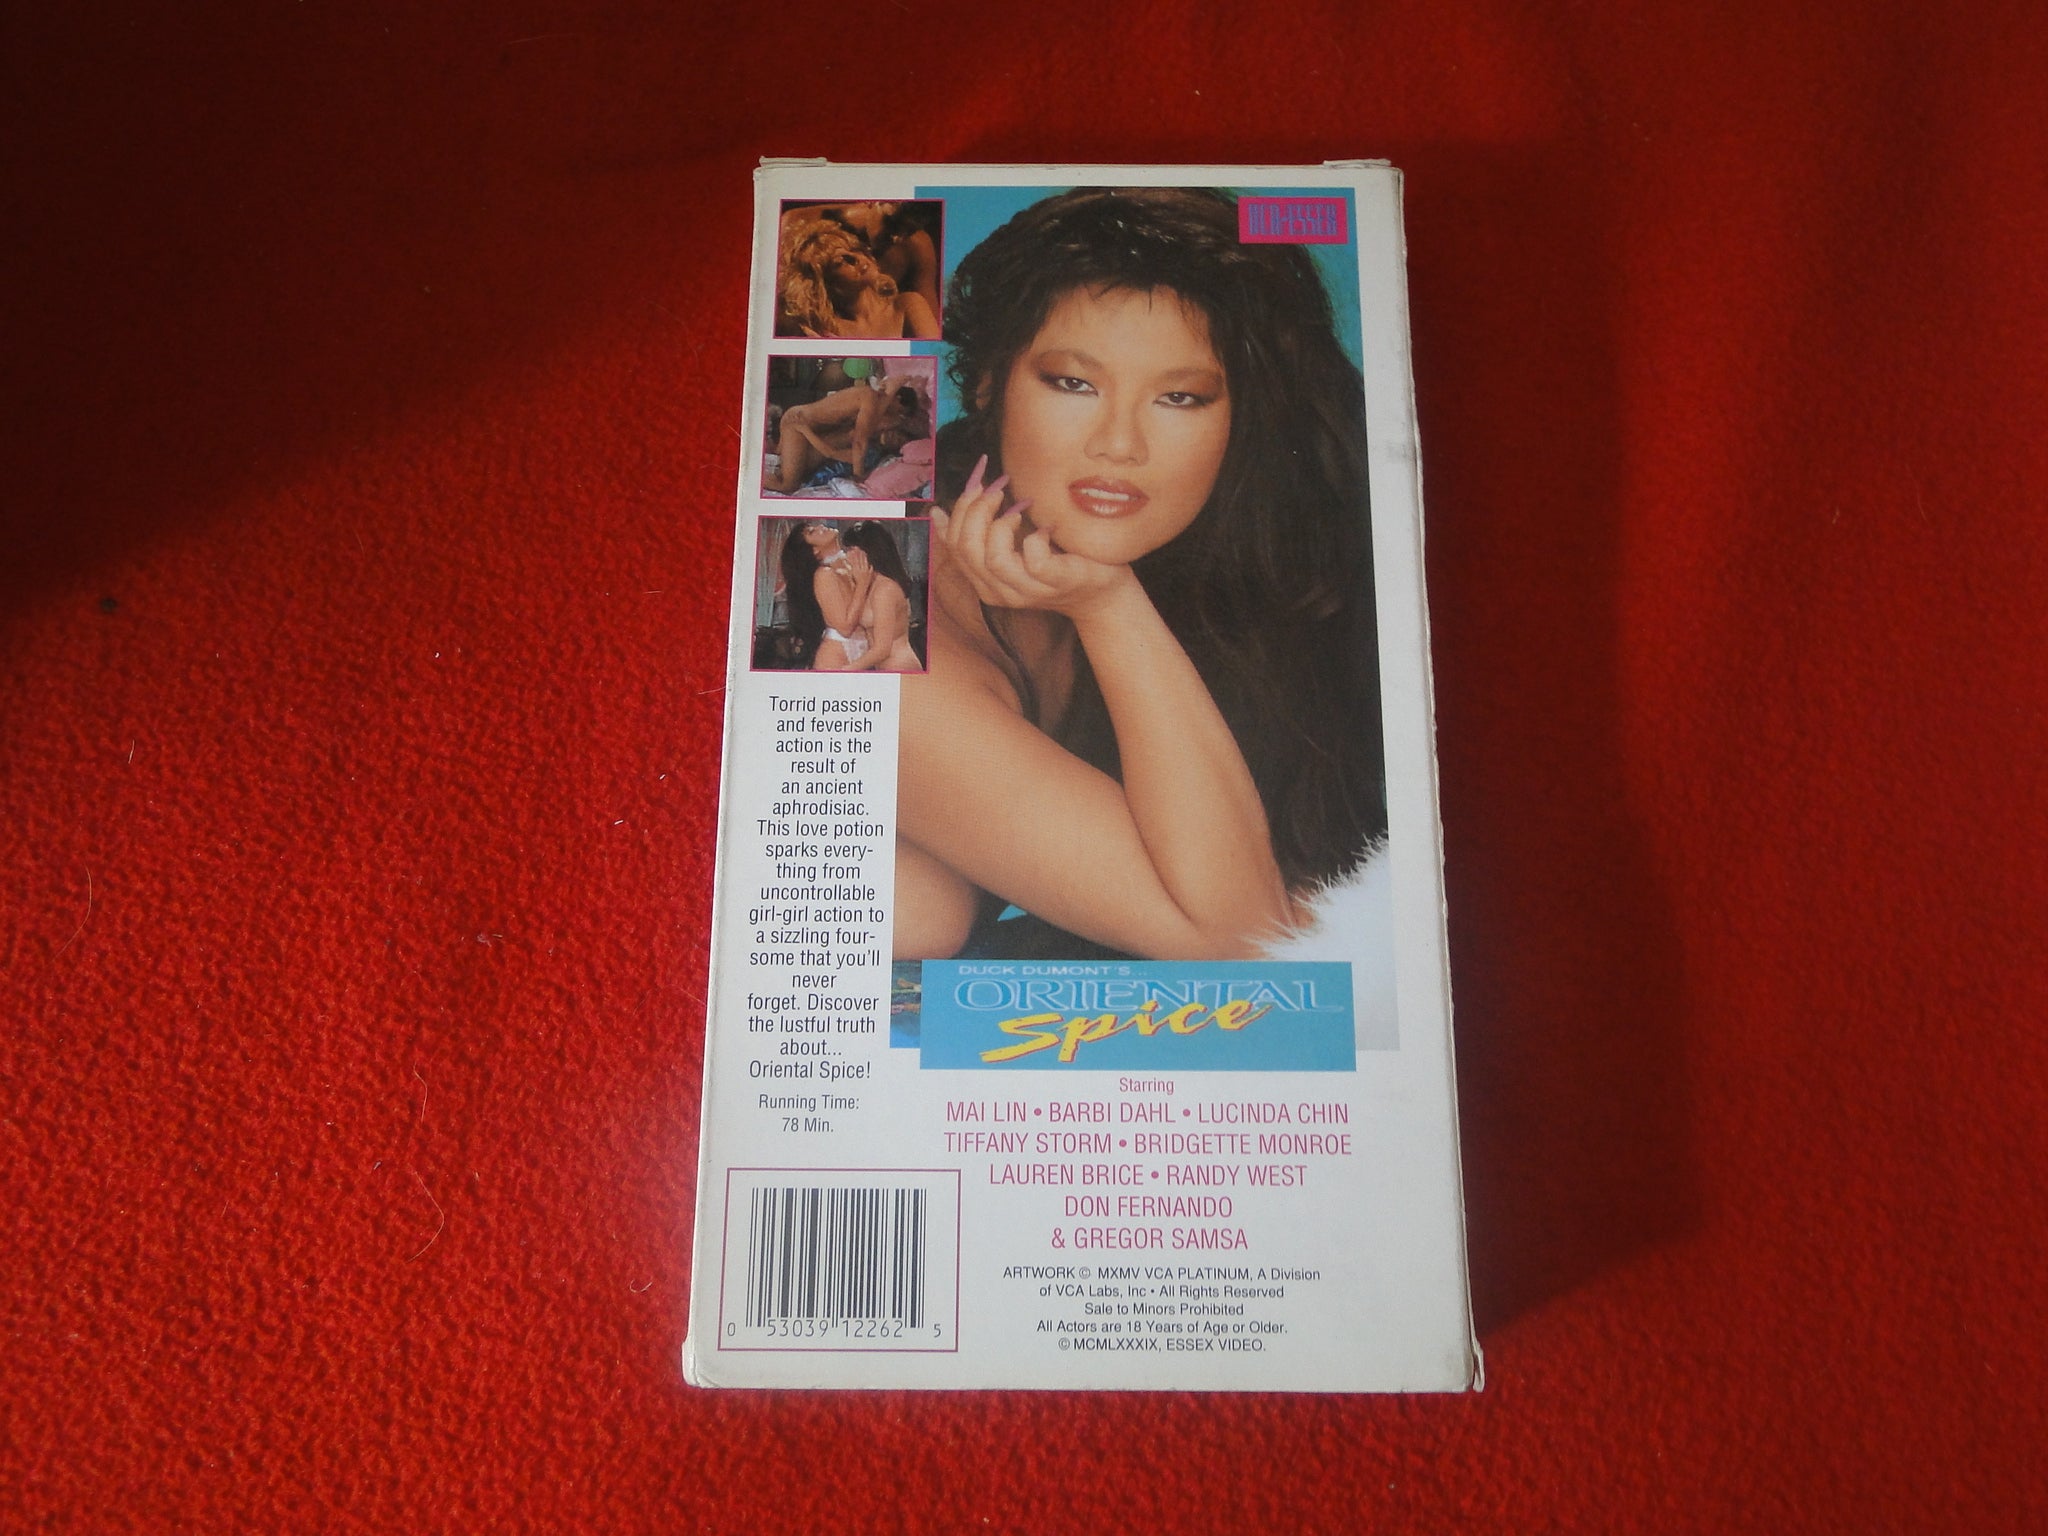 VCA-ESSEX
Torrid passion
and feverish
action is the
result of
an ancient
aphrodisiac.
This love potion
sparks every-
thing from
uncontrollable
girl-girl action to
a sizzling four-
some that you'll
never
forget. Discover
the lustful truth
about...
Oriental Spice!
Running Time:
78 Min.
DUCK DUMONT'S...
ORIENTAL
Spice
Starring
MAI LIN • BARBI DAHL • LUCINDA CHIN
TIFFANY STORM • BRIDGETTE MONROE
LAUREN BRICE • RANDY WEST
DON FERNANDO
& GREGOR SAMSA
ARTWORK © MXMV VCA PLATINUM, A Division
of VCA Labs, Inc • All Rights Reserved
Sale to Minors Prohibited
All Actors are 18 Years of Age or Older.
© MCMLXXXIX, ESSEX VIDEO.
0 53039 12262 5